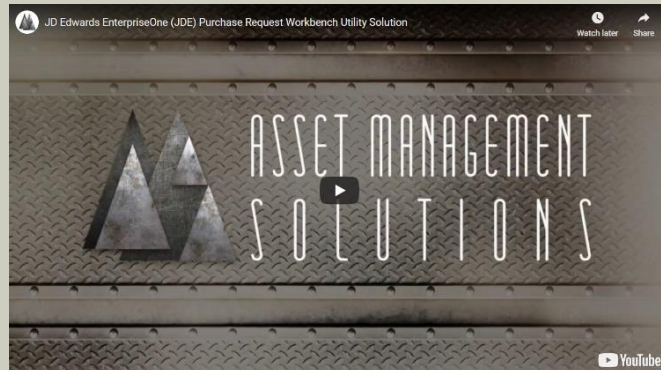 JD Edwards EnterpriseOne (JDE) Purchase Request Workbench Utility Solution
Watch later
Share
ASSET MANAGEMENT
SOLUTIONS
YouTube